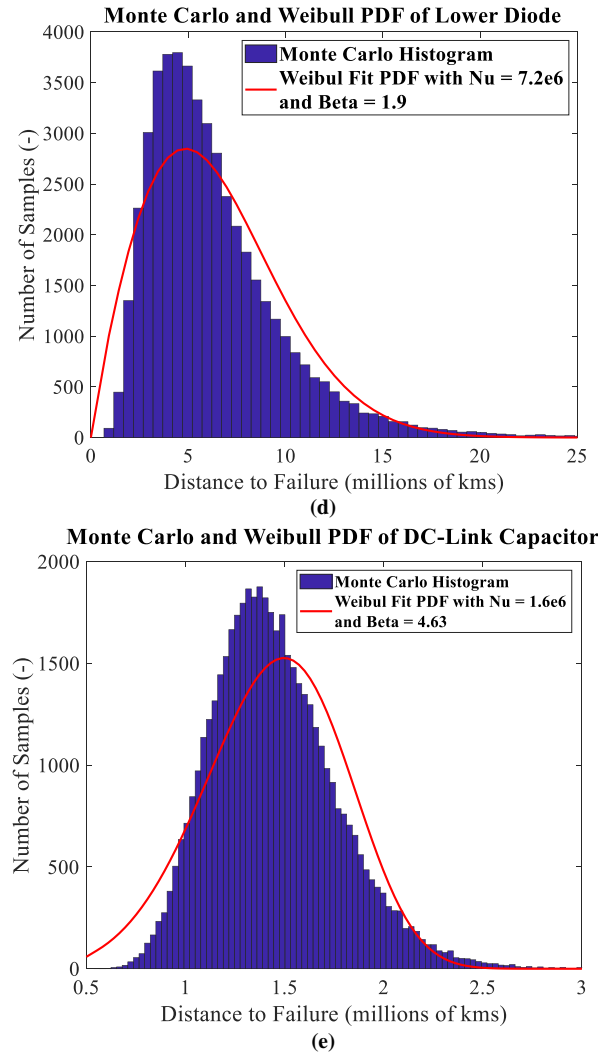 Monte Carlo and Weibull PDF of Lower Diode
4000
3500
3000
2500
2000
1500
1000
500
0
Number of Samples (-)
Monte Carlo Histogram
Weibul Fit PDF with Nu = 7.2e6
and Beta = 1.9
0 5 10 15 20 25
Distance to Failure (millions of kms)
(d)
Monte Carlo and Weibull PDF of DC-Link Capacitor
2000
1500
1000
500
0
Number of Samples (-)
Monte Carlo Histogram
Weibul Fit PDF with Nu = 1.6e6
and Beta = 4.63
0.5 1 1.5 2 2.5 3
Distance to Failure (millions of kms)
(e)